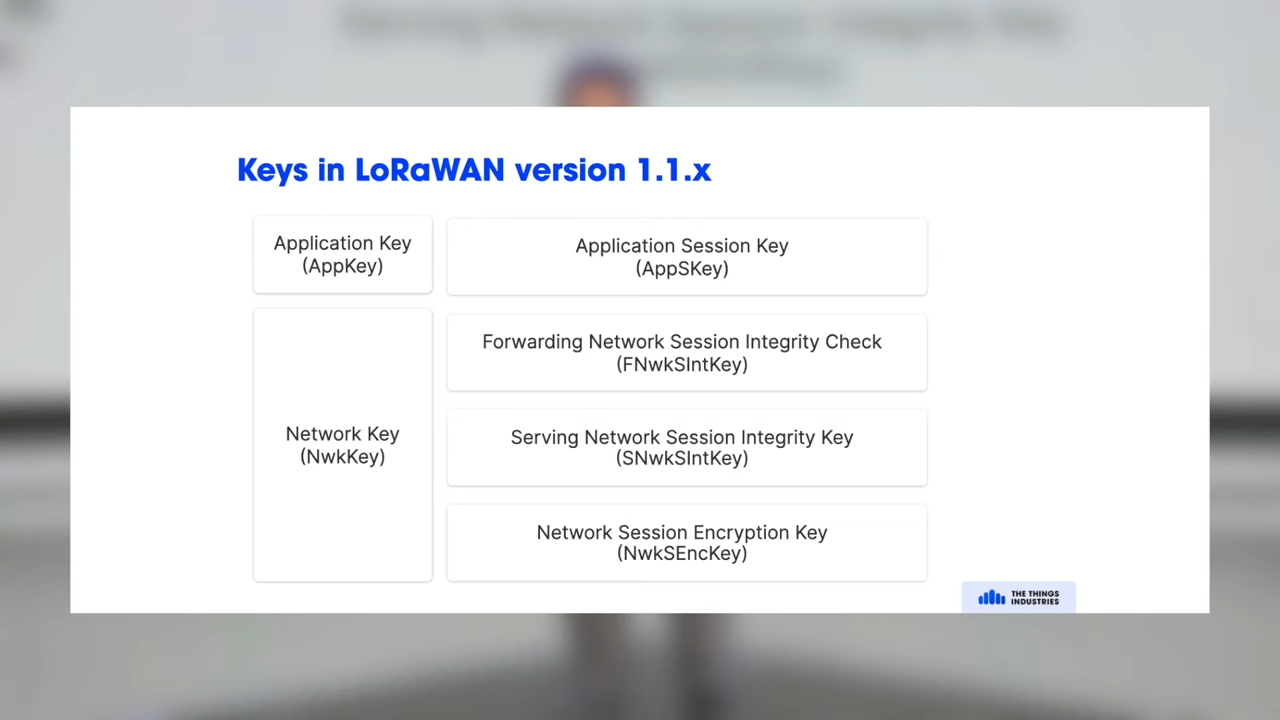 Keys in LoRaWAN version 1.1.x
Application Key
(AppKey)
Application Session Key
(AppSKey)
Forwarding Network Session Integrity Check
(FNwkSIntKey)
Network Key
(NwkKey)
Serving Network Session Integrity Key
(SNwkSIntKey)
Network Session Encryption Key
(NwkSEncKey)
THE THINGS
INDUSTRIES